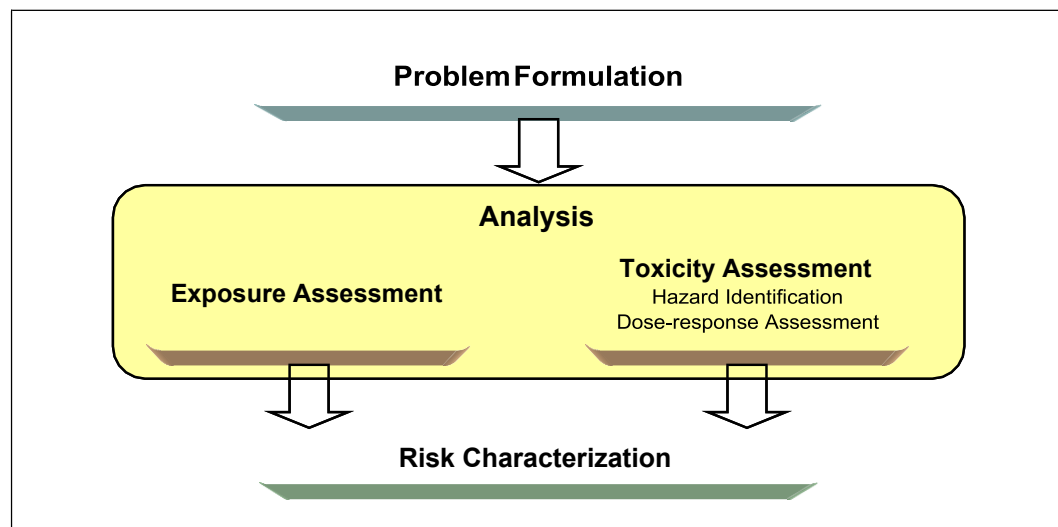 Problem Formulation
Analysis
Exposure Assessment
Toxicity Assessment
Hazard Identification
Dose-response Assessment
Risk Characterization